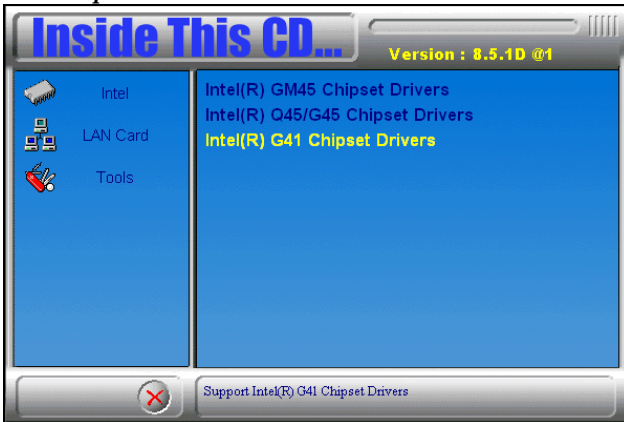 Inside This CD...
Version : 8.5.1D @1
Intel
LAN Card
Tools
Intel(R) GM45 Chipset Drivers
Intel(R) Q45/G45 Chipset Drivers
Intel(R) G41 Chipset Drivers
Support Intel(R) G41 Chipset Drivers